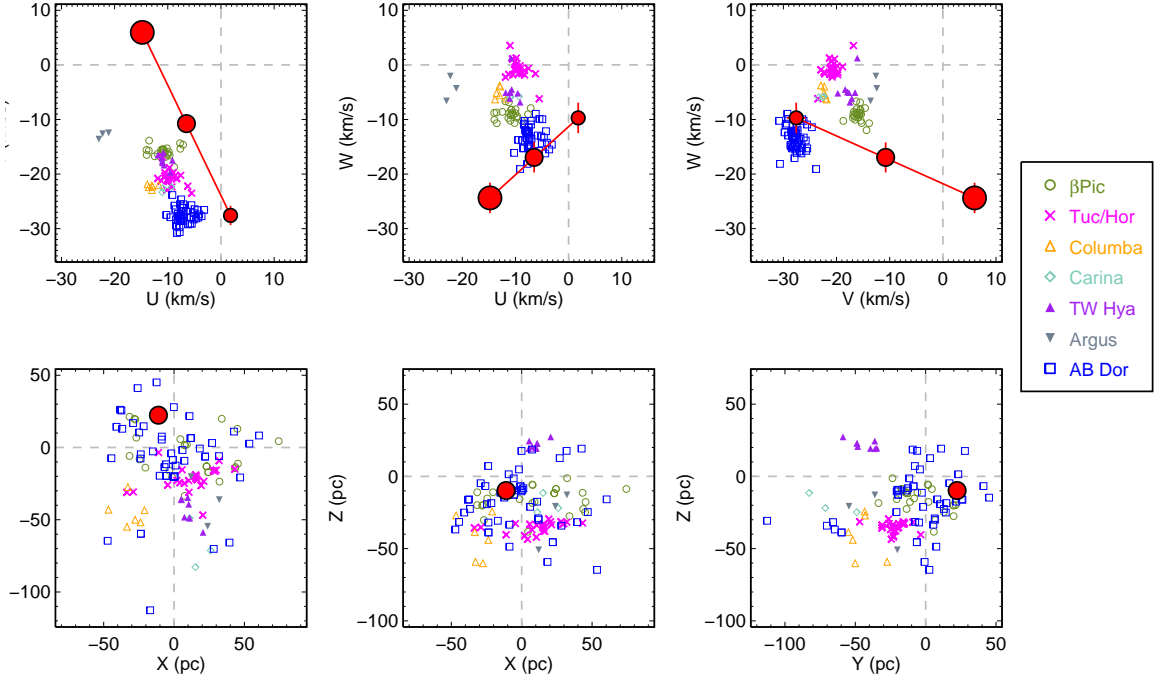 10
0
−10
−20
−30
−30 −20 −10 0 10
U (km/s)
10
0
−10
−20
−30
W (km/s)
−30 −20 −10 0 10
U (km/s)
10
0
−10
−20
−30
W (km/s)
−30 −20 −10 0 10
V (km/s)
βPic
Tuc/Hor
Columba
Carina
TW Hya
Argus
AB Dor
50
0
−50
−100
−50 0 50
X (pc)
50
0
−50
−100
Z (pc)
−50 0 50
X (pc)
50
0
−50
−100
Z (pc)
−100 −50 0 50
Y (pc)